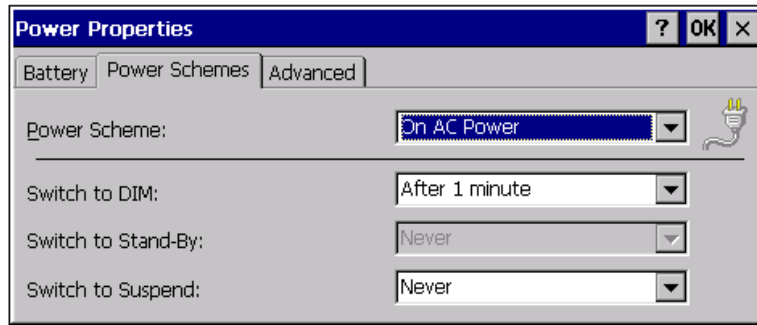 Power Properties ? OK ×
Battery Power Schemes Advanced
Power Scheme: On AC Power
Switch to DIM: After 1 minute
Switch to Stand-By: Never
Switch to Suspend: Never